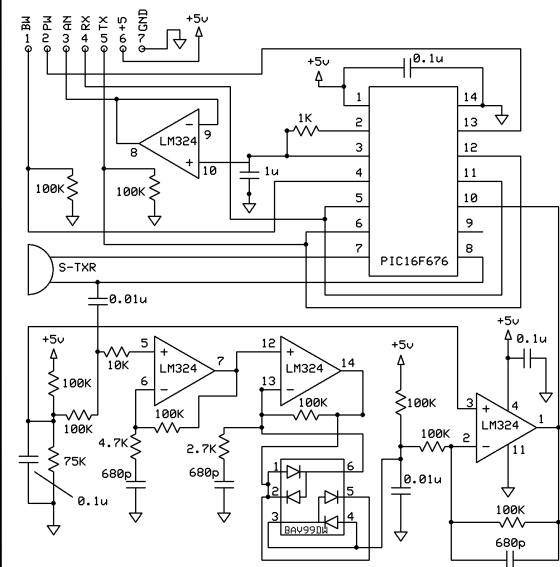 BW PW AN RX TX +5 GND
1 2 3 4 5 6 7
+5v
+5v
0.1u
1 14
1K
2 13
9
8 LM324
3 12
10
100K 100K
1u
4 11
5 10
6 9
PIC16F676
7 8
S-TXR
0.01u
+5v
5 7 12 14
+5v
+5v
0.1u
10K
LM324 LM324
100K
6 13
100K
100K
100K
100K
3 4 1
LM324
2 11
100K
4.7K 2.7K
75K
680p 680p
0.1u
1 6
2 5
3 4
BAV99DW
0.01u
100K
680p